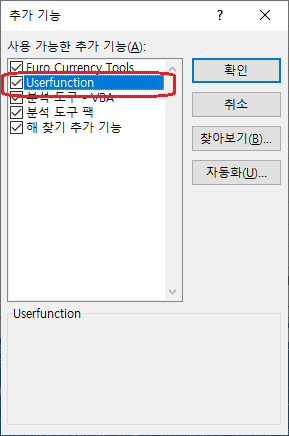 추가 기능
?
사용 가능한 추가 기능(A):
Euro Currency Tools
Userfunction
분석 도구 - VBA
분석 도구 팩
해 찾기 추가 기능
확인
취소
찾아보기(B)...
자동화(U)...
Userfunction